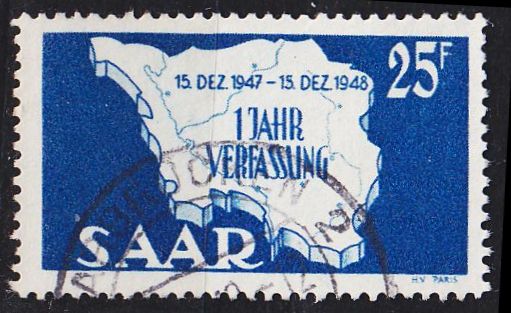 25F
15. DEZ. 1947 – 15. DEZ. 1948
1 JAHR
VERFASSUNG
SAAR
H.V. PARIS